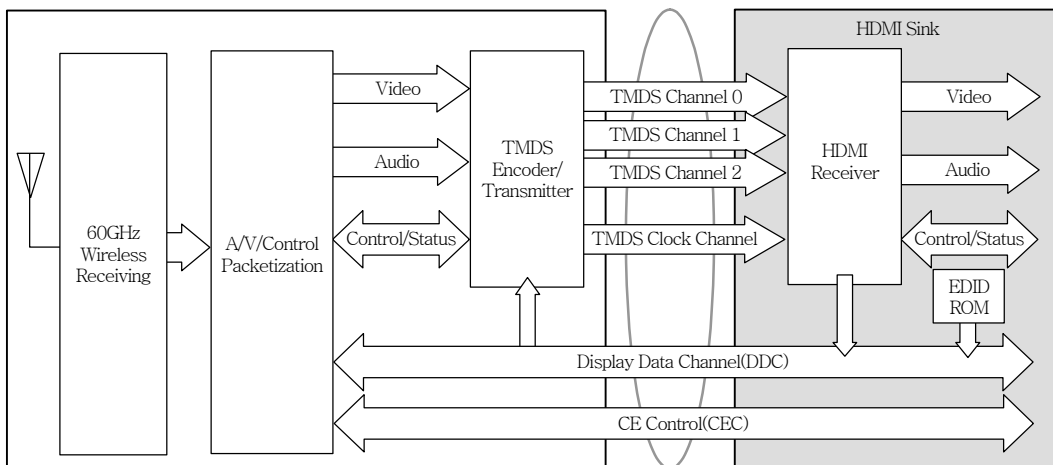 HDMI Sink
60GHz
Wireless
Receiving
A/V/Control
Packetization
Video
Audio
Control/Status
TMDS
Encoder/
Transmitter
TMDS Channel 0
TMDS Channel 1
TMDS Channel 2
TMDS Clock Channel
HDMI
Receiver
Video
Audio
Control/Status
EDID
ROM
Display Data Channel(DDC)
CE Control(CEC)